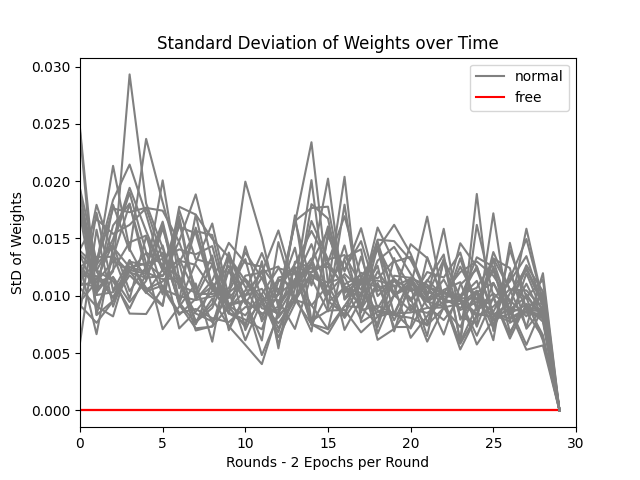 Standard Deviation of Weights over Time
StD of Weights
0.030
0.025
0.020
0.015
0.010
0.005
0.000
normal
free
0 5 10 15 20 25 30
Rounds - 2 Epochs per Round